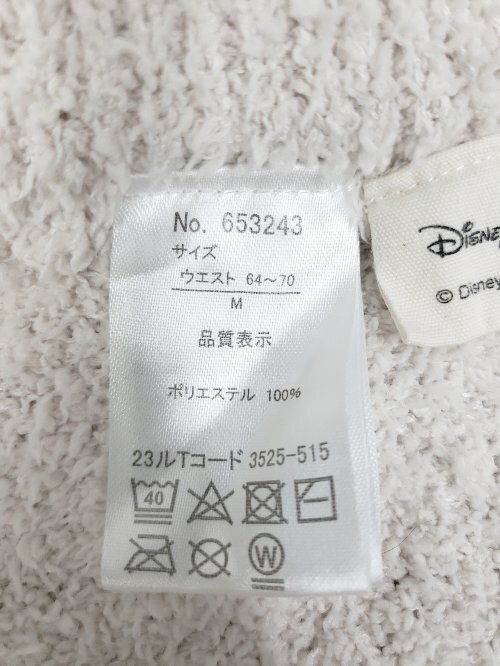 No. 653243
サイズ
ウエスト 64～70
M
品質表示
ポリエステル 100%
23ルTコード 3525-515
40
W
Disney
© Disney